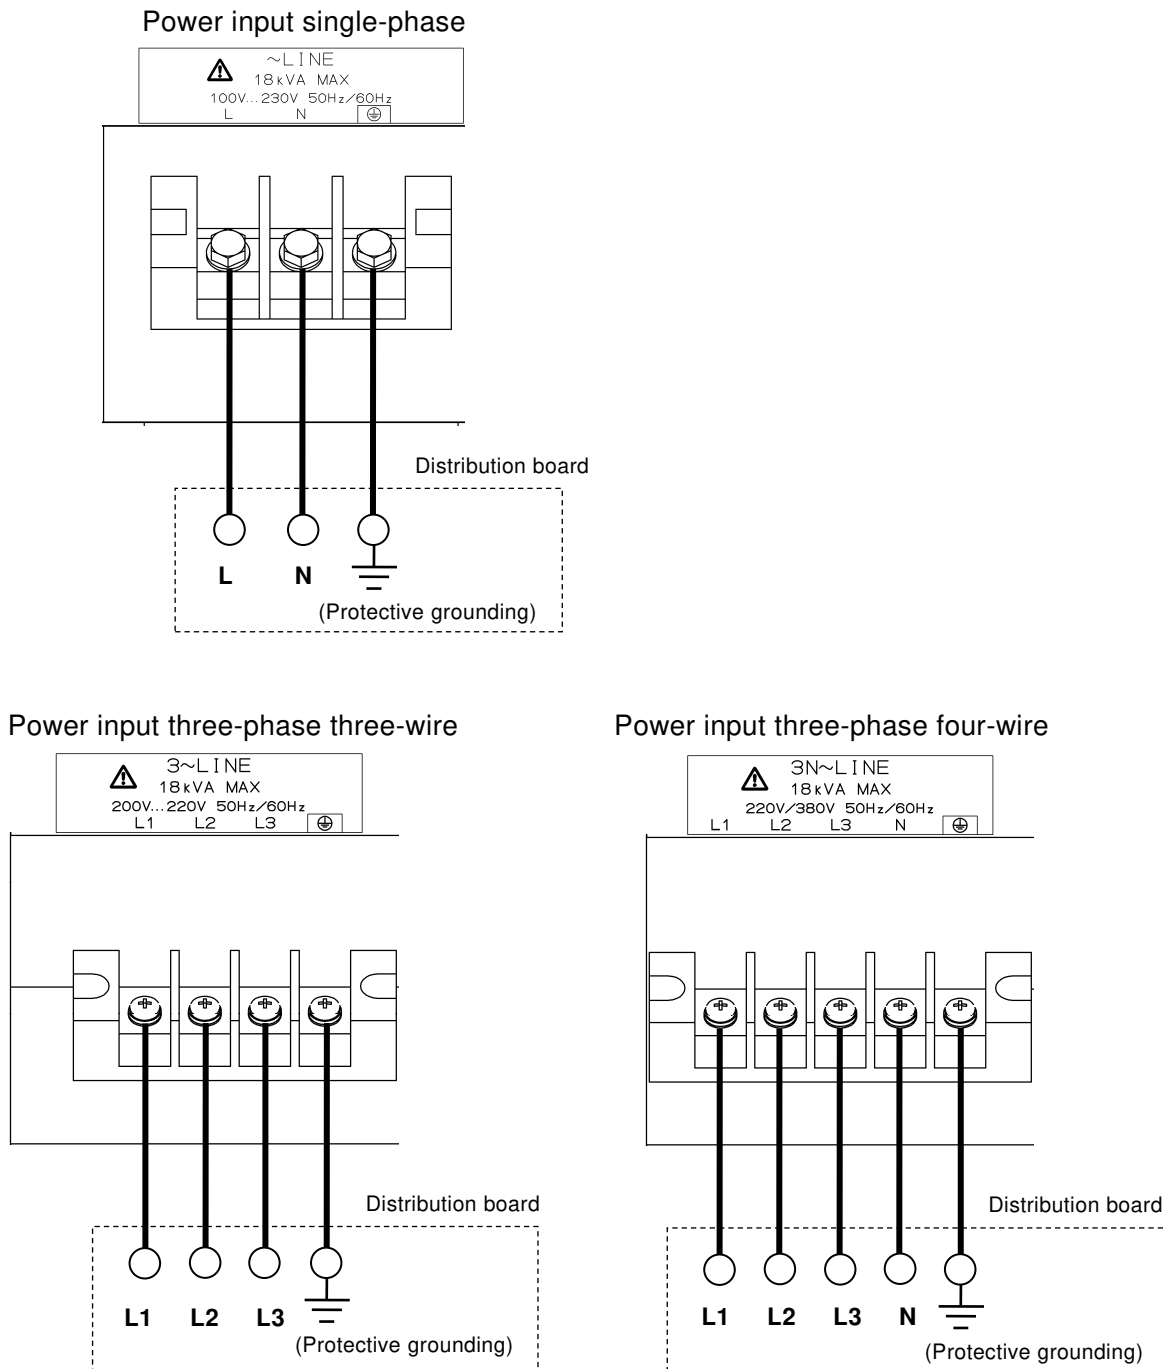 Power input single-phase
~LINE
18kVA MAX
100V...230V 50Hz/60Hz
L N
Distribution board
L N
(Protective grounding)
Power input three-phase three-wire
3~LINE
18kVA MAX
200V...220V 50Hz/60Hz
L1 L2 L3
Distribution board
L1 L2 L3
(Protective grounding)
Power input three-phase four-wire
3N~LINE
18kVA MAX
220V/380V 50Hz/60Hz
L1 L2 L3 N
Distribution board
L1 L2 L3 N
(Protective grounding)